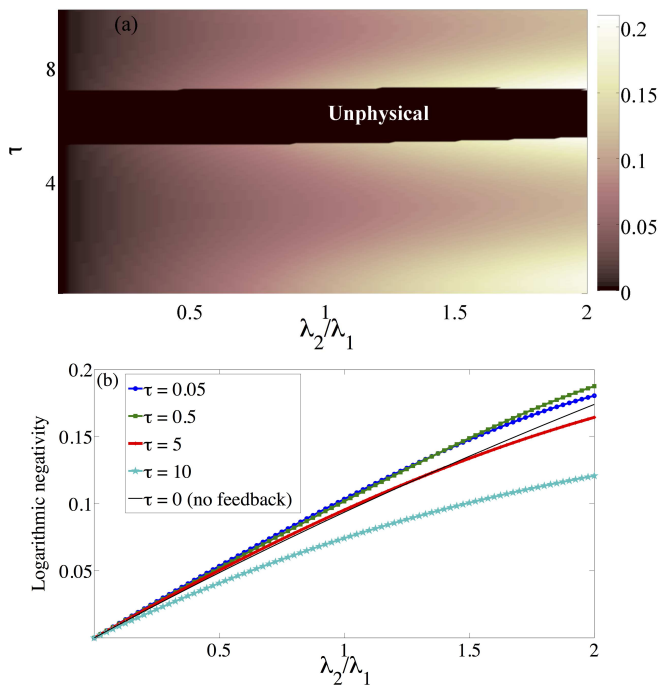 (a)
0.2
0.15
0.1
0.05
0
8
4
τ
Unphysical
0.5
1
1.5
2
λ2/λ1
(b)
0.2
0.15
0.1
0.05
Logarithmic negativity
τ = 0.05
τ = 0.5
τ = 5
τ = 10
τ = 0 (no feedback)
0.5
1
1.5
2
λ2/λ1